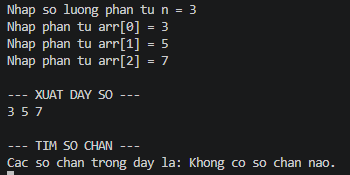 Nhap so luong phan tu n = 3
Nhap phan tu arr[0] = 3
Nhap phan tu arr[1] = 5
Nhap phan tu arr[2] = 7
--- XUAT DAY SO ---
3 5 7
--- TIM SO CHAN ---
Cac so chan trong day la: Khong co so chan nao.